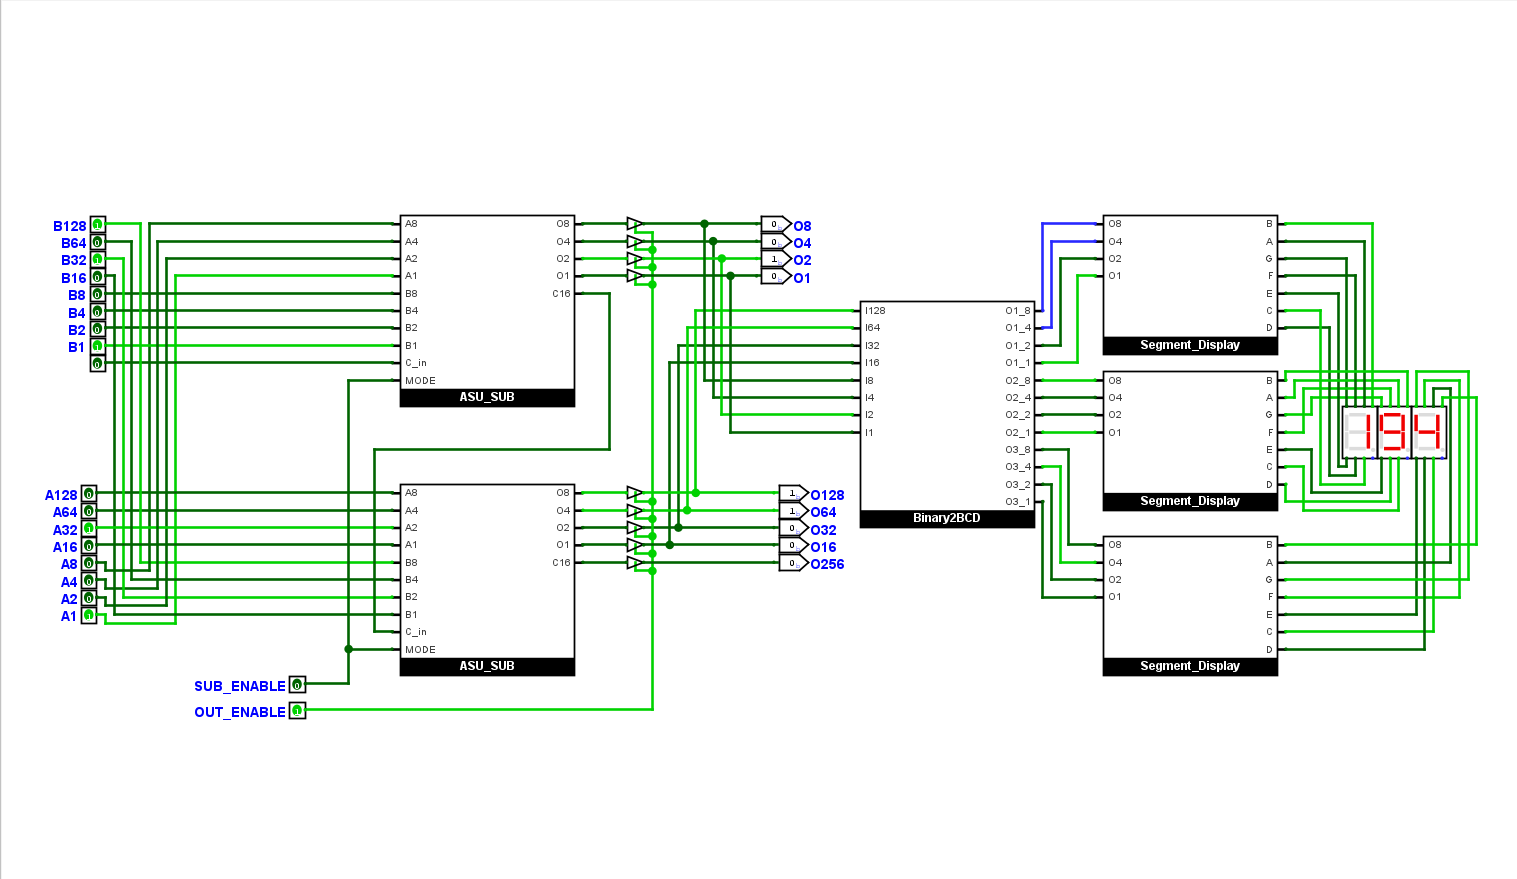 B128 1
B64 0
B32 1
B16 0
B8 0
B4 0
B2 0
B1 1
0
A8 O8
A4 O4
A2 O2
A1 O1
B8 C16
B4
B2
B1
C_in
MODE
ASU_SUB
0 O8
0 O4
1 O2
0 O1
A128 0
A64 0
A32 1
A16 0
A8 0
A4 0
A2 0
A1 1
A8 O8
A4 O4
A2 O2
A1 O1
B8 C16
B4
B2
B1
C_in
MODE
ASU_SUB
1 O128
1 O64
0 O32
0 O16
0 O256
SUB_ENABLE 0
OUT_ENABLE 1
I128 O1_8
I64 O1_4
I32 O1_2
I16 O1_1
I8 O2_8
I4 O2_4
I2 O2_2
I1 O2_1
O3_8
O3_4
O3_2
O3_1
Binary2BCD
O8 B
O4 A
O2 G
O1 F
E
C
D
Segment_Display
O8 B
O4 A
O2 G
O1 F
E
C
D
Segment_Display
O8 B
O4 A
O2 G
O1 F
E
C
D
Segment_Display
194